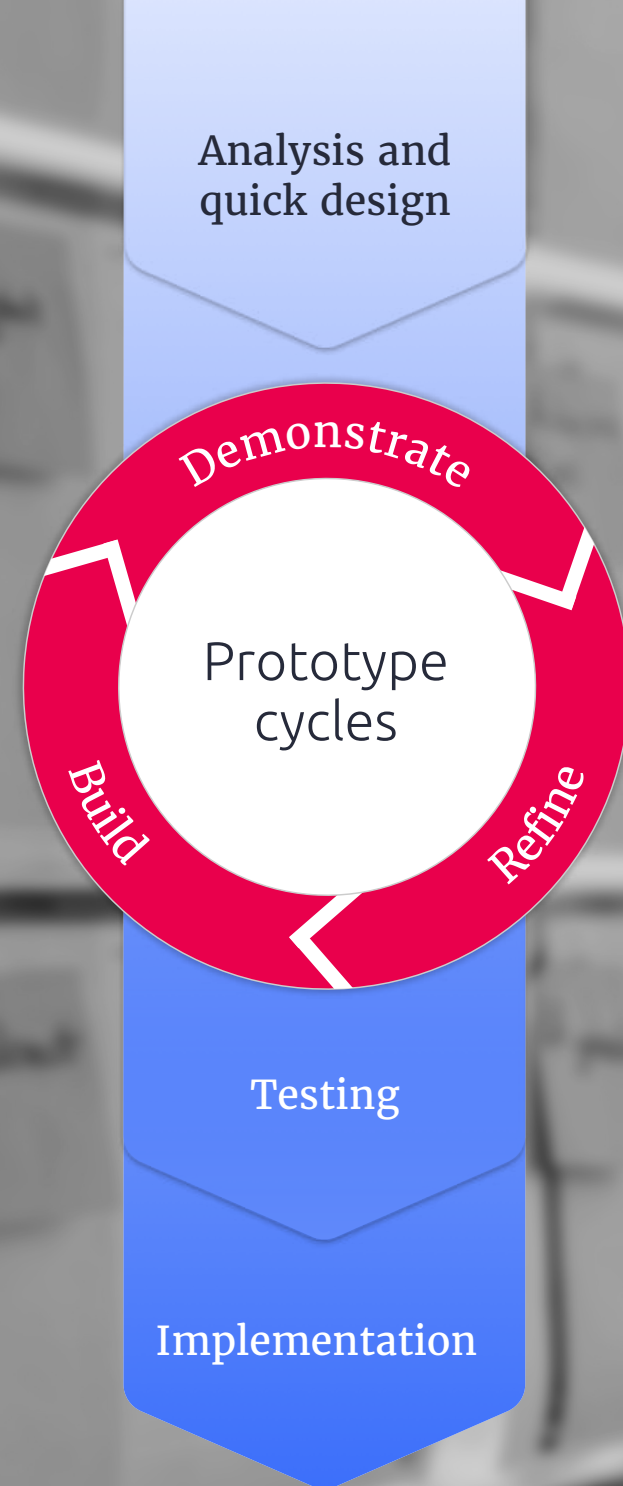 Analysis and
quick design
Demonstrate
Prototype
cycles
Build
Refine
Testing
Implementation